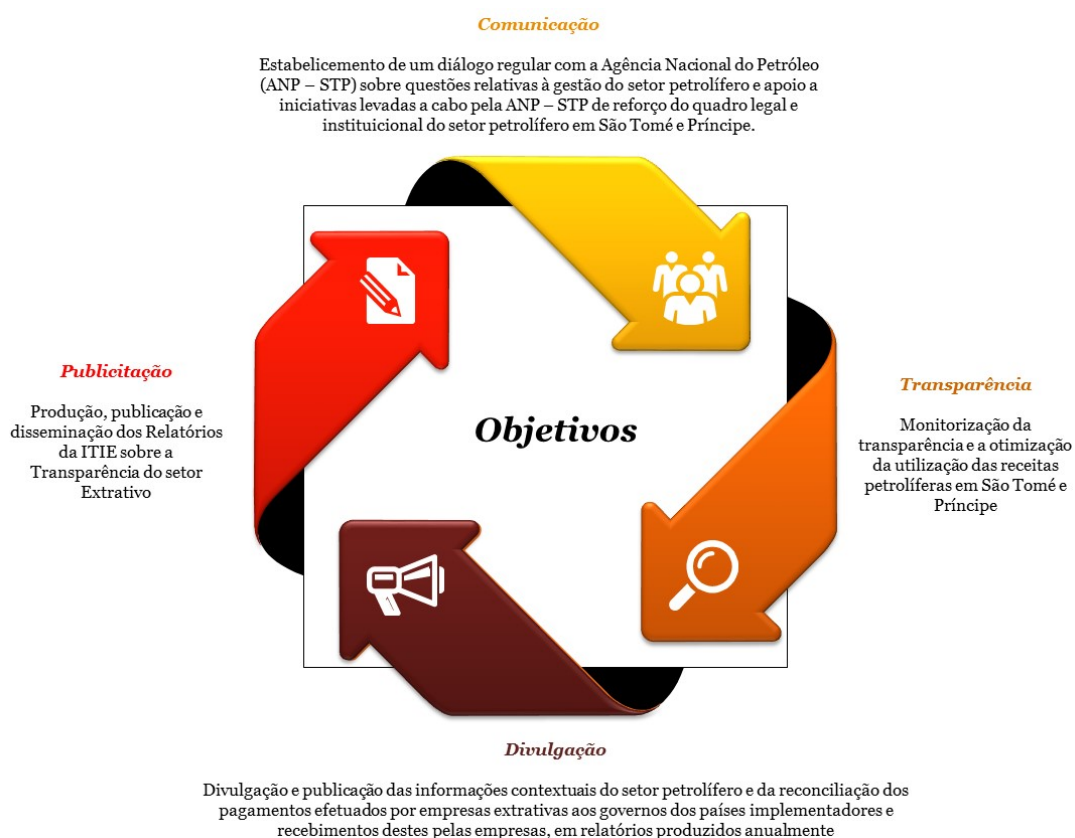 Comunicação
Estabelicemento de um diálogo regular com a Agência Nacional do Petróleo
(ANP – STP) sobre questões relativas à gestão do setor petrolífero e apoio a
iniciativas levadas a cabo pela ANP – STP de reforço do quadro legal e
instituicional do setor petrolífero em São Tomé e Príncipe.
Publicitação
Produção, publicação e
disseminação dos Relatórios
da ITIE sobre a
Transparência do setor
Extrativo
Objetivos
Transparência
Monitorização da
transparência e a otimização
da utilização das receitas
petrolíferas em São Tomé e
Príncipe
Divulgação
Divulgação e publicação das informações contextuais do setor petrolífero e da reconciliação dos
pagamentos efetuados por empresas extrativas aos governos dos países implementadores e
recebimentos destes pelas empresas, em relatórios produzidos anualmente